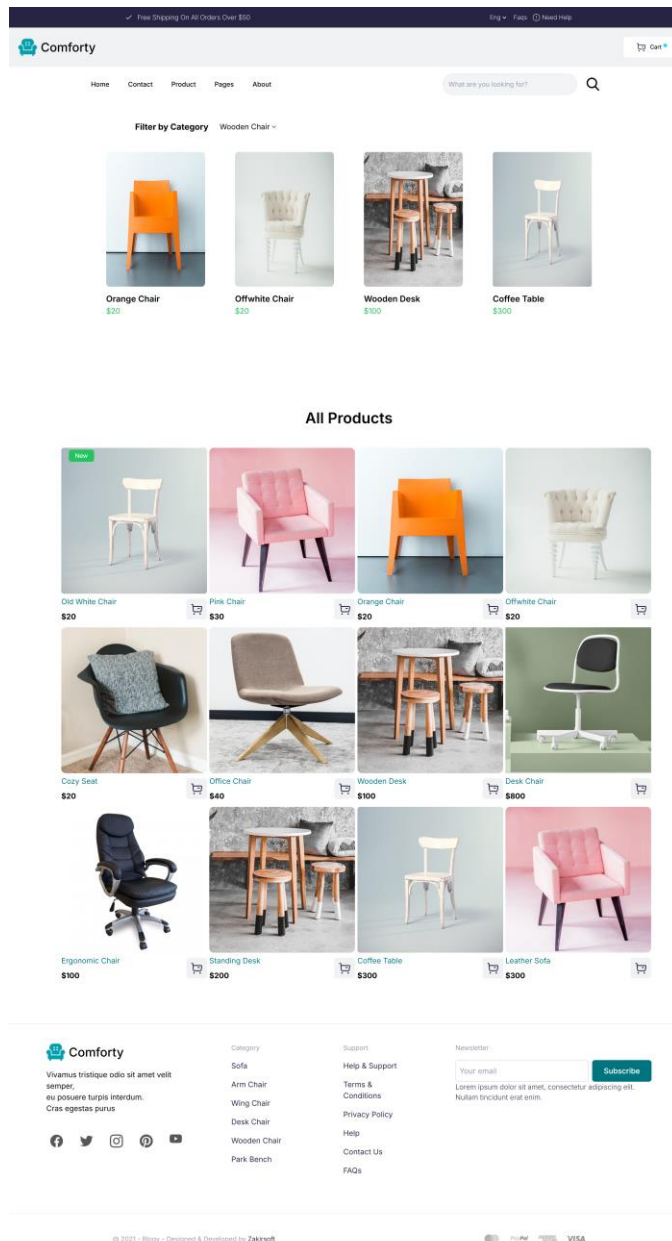 Free Shipping On All Orders Over $50
Eng Faqs Need Help
Comforty
Cart
Home Contact Product Pages About
What are you looking for?
Filter by Category Wooden Chair
Orange Chair
$20
Offwhite Chair
$20
Wooden Desk
$100
Coffee Table
$300
All Products
New
Old White Chair
$20
Pink Chair
$30
Orange Chair
$20
Offwhite Chair
$20
Cozy Seat
$20
Office Chair
$40
Wooden Desk
$100
Desk Chair
$800
Ergonomic Chair
$100
Standing Desk
$200
Coffee Table
$300
Leather Sofa
$300
Comforty
Vivamus tristique odio sit amet velit
semper,
eu posuere turpis interdum.
Cras egestas purus
Category
Sofa
Arm Chair
Wing Chair
Desk Chair
Wooden Chair
Park Bench
Support
Help & Support
Terms &
Conditions
Privacy Policy
Help
Contact Us
FAQs
Newsletter
Your email
Subscribe
Lorem ipsum dolor sit amet, consectetur adipiscing elit.
Nullam tincidunt erat enim.
@ 2021 - Blogy - Designed & Developed by Zakirsoft
PayPal VISA